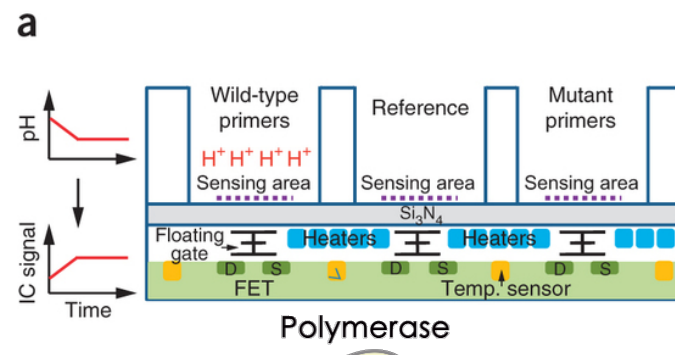 a
pH
IC signal
Time
Wild-type
primers
H+ H+ H+ H+
Sensing area
Reference
Sensing area
Mutant
primers
Sensing area
Si3N4
Floating
gate
Heaters
Heaters
D
S
D
S
D
S
FET
Temp. sensor
Polymerase